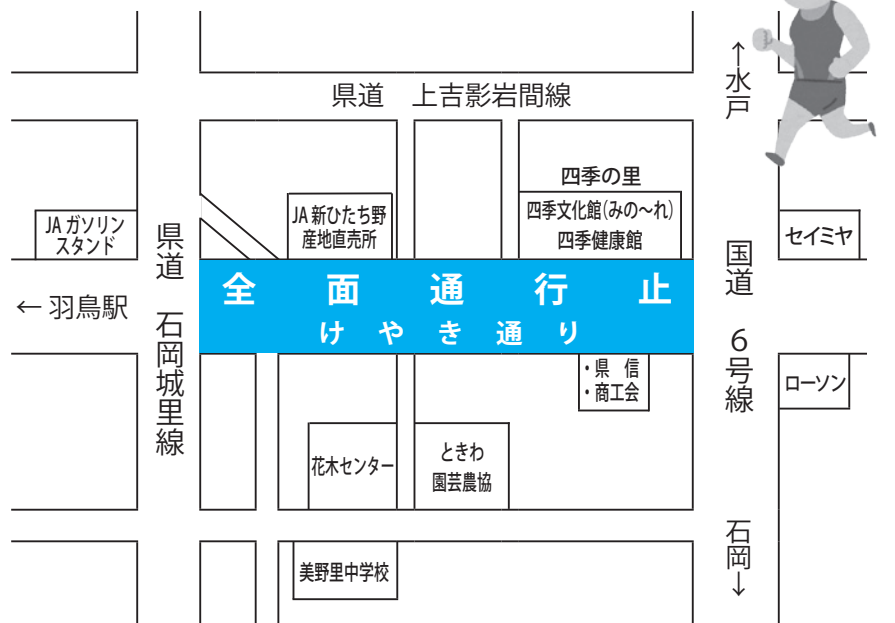 県道　上吉影岩間線
↑水戸
四季の里
四季文化館(みの～れ)
四季健康館
JA新ひたち野
産地直売所
JAガソリン
スタンド
セイミヤ
県道　石岡城里線
国道　6号線
← 羽鳥駅
全面通行止
けやき通り
・県　信
・商工会
ローソン
花木センター
ときわ
園芸農協
石岡↓
美野里中学校